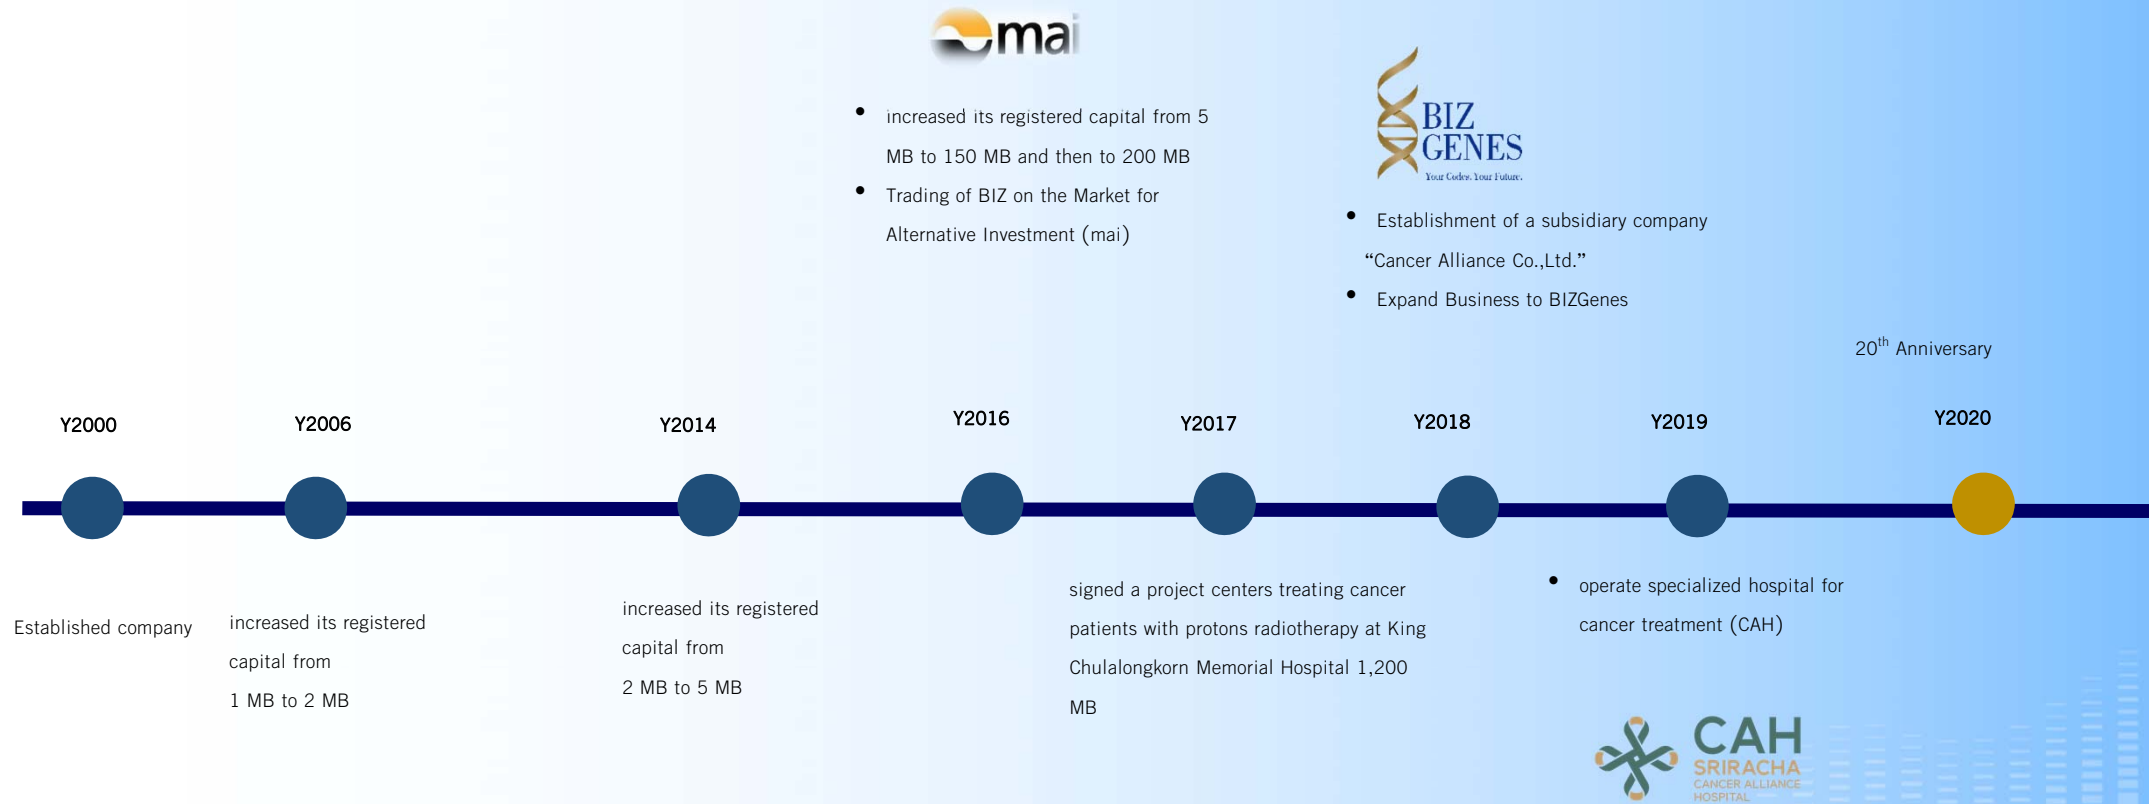 mai
• increased its registered capital from 5
MB to 150 MB and then to 200 MB
• Trading of BIZ on the Market for
Alternative Investment (mai)
BIZ
GENES
Your Codes. Your Future.
• Establishment of a subsidiary company
“Cancer Alliance Co.,Ltd.”
• Expand Business to BIZGenes
20th Anniversary
Y2000
Y2006
Y2014
Y2016
Y2017
Y2018
Y2019
Y2020
Established company
increased its registered
capital from
1 MB to 2 MB
increased its registered
capital from
2 MB to 5 MB
signed a project centers treating cancer
patients with protons radiotherapy at King
Chulalongkorn Memorial Hospital 1,200
MB
• operate specialized hospital for
cancer treatment (CAH)
CAH
SRIRACHA
CANCER ALLIANCE
HOSPITAL